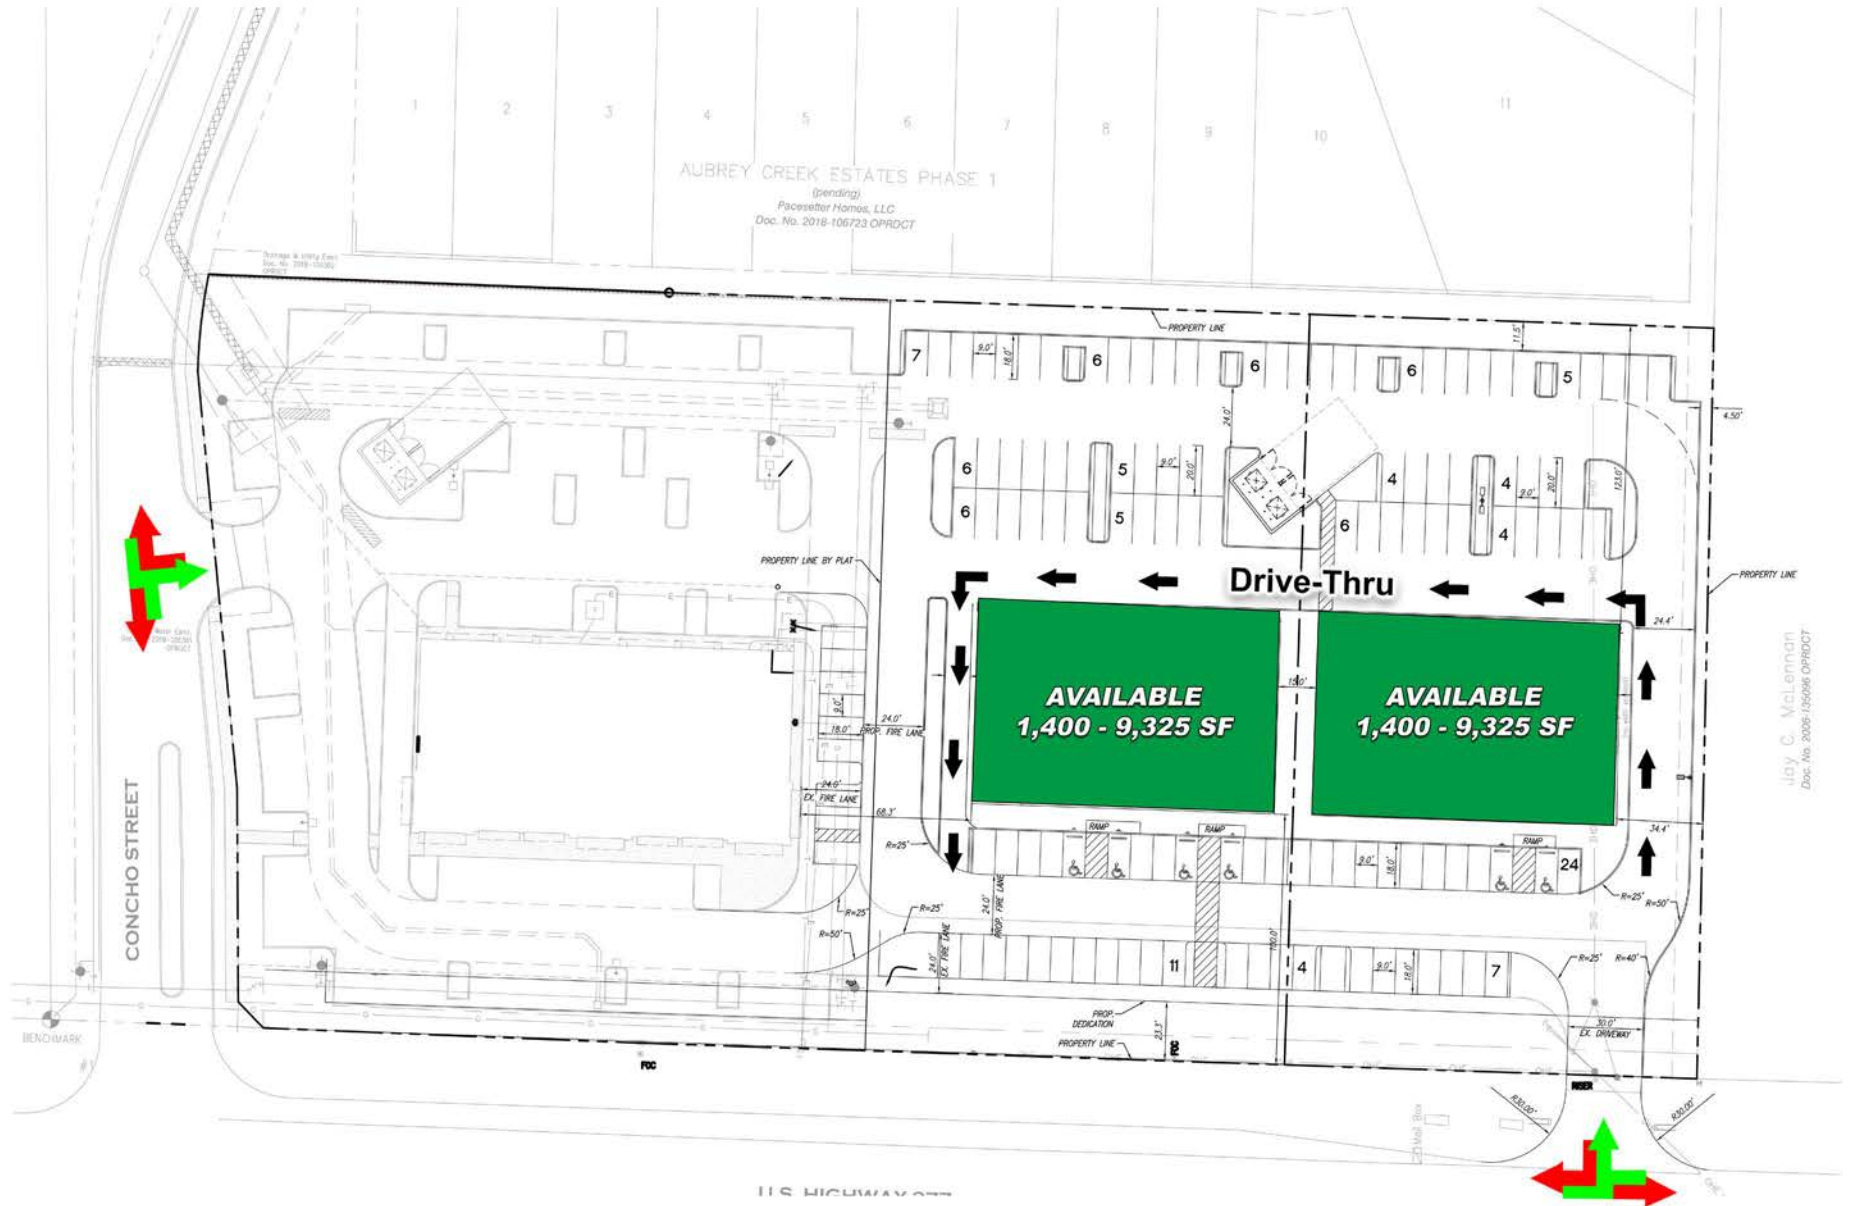 1
2
3
4
5
6
7
8
9
10
11
AUBREY CREEK ESTATES PHASE 1
(pending)
Pacesetter Homes, LLC
Doc. No. 2018-106723 OPRDCT
PROPERTY LINE
11.5'
7
9.0'
18.0'
6
6
6
5
4.50'
24.0'
6
5
9.0'
20.0'
4
4
9.0'
20.0'
123.0'
6
5
6
4
PROPERTY LINE BY PLAT
PROPERTY LINE
Drive-Thru
24.4'
AVAILABLE
1,400 - 9,325 SF
15.0'
AVAILABLE
1,400 - 9,325 SF
Jay C. McLennan
9.0'
18.0'
24.0'
PROP. FIRE LANE
24.0'
EX. FIRE LANE
68.3'
34.4'
CONCHO STREET
R=25'
RAMP
RAMP
RAMP
9.0'
18.0'
24
24.0'
PROP. FIRE LANE
R=25'
R=25'
R=50'
R=25'
R=50'
24.0'
EX. FIRE LANE
11
4
9.0'
18.0'
7
R=25'
R=40'
PROP.
DEDICATION
23.3'
PROPERTY LINE
FDC
30.0'
EX. DRIVEWAY
BENCHMARK
#1
FOC
RISER
R30.00'
R30.00'
Mail Box
OHE